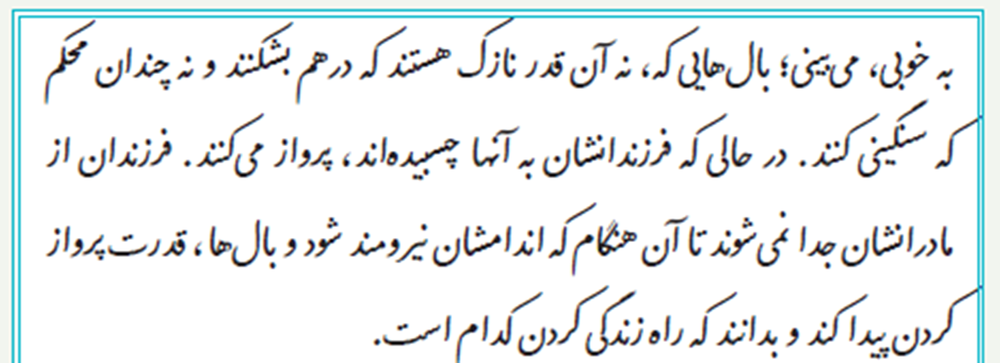 به خوبی، می‌بینی؛ بال‌هایی که، نه آن قدر نازک هستند که درهم بشکنند و نه چندان محکم
که سنگینی کنند. در حالی که فرزندانشان به آنها چسبیده‌اند، پرواز می‌کنند. فرزندان از
مادرانشان جدا نمی‌شوند تا آن هنگام که اندامشان نیرومند شود و بال‌ها، قدرت پرواز
کردن پیدا کند و بدانند که راه زندگی کردن کدام است.